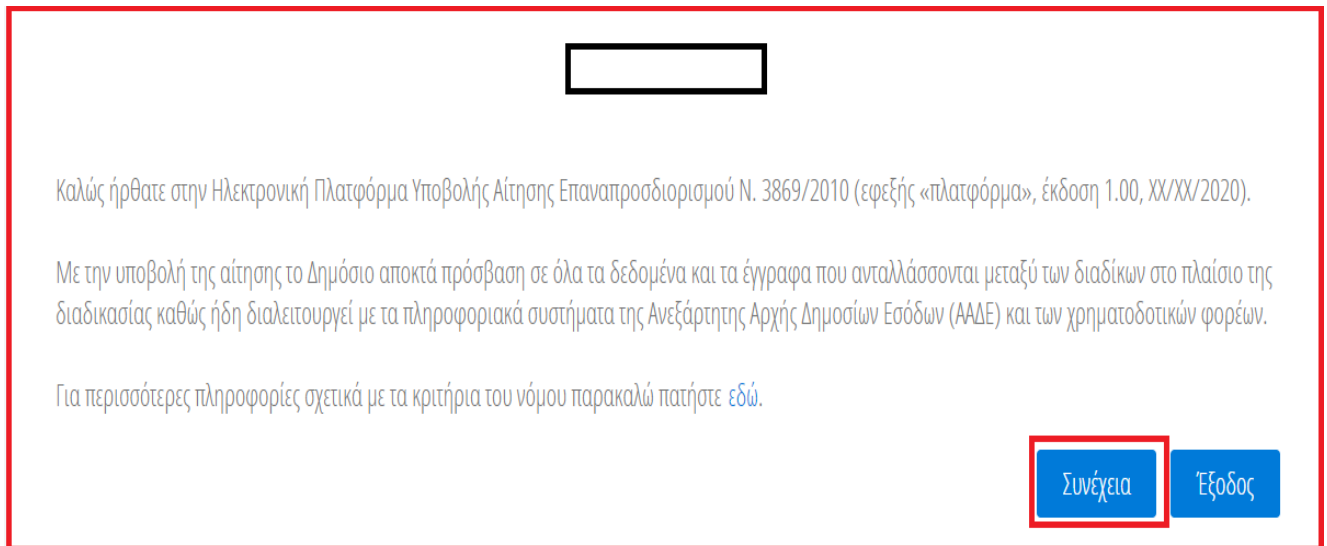 Καλώς ήρθατε στην Ηλεκτρονική Πλατφόρμα Υποβολής Αίτησης Επαναπροσδιορισμού Ν. 3869/2010 (εφεξής «πλατφόρμα», έκδοση 1.00, XX/XX/2020).
Με την υποβολή της αίτησης το Δημόσιο αποκτά πρόσβαση σε όλα τα δεδομένα και τα έγγραφα που ανταλλάσσονται μεταξύ των διαδίκων στο πλαίσιο της
διαδικασίας καθώς ήδη διαλειτουργεί με τα πληροφοριακά συστήματα της Ανεξάρτητης Αρχής Δημοσίων Εσόδων (ΑΑΔΕ) και των χρηματοδοτικών φορέων.
Για περισσότερες πληροφορίες σχετικά με τα κριτήρια του νόμου παρακαλώ πατήστε εδώ.
Συνέχεια Έξοδος